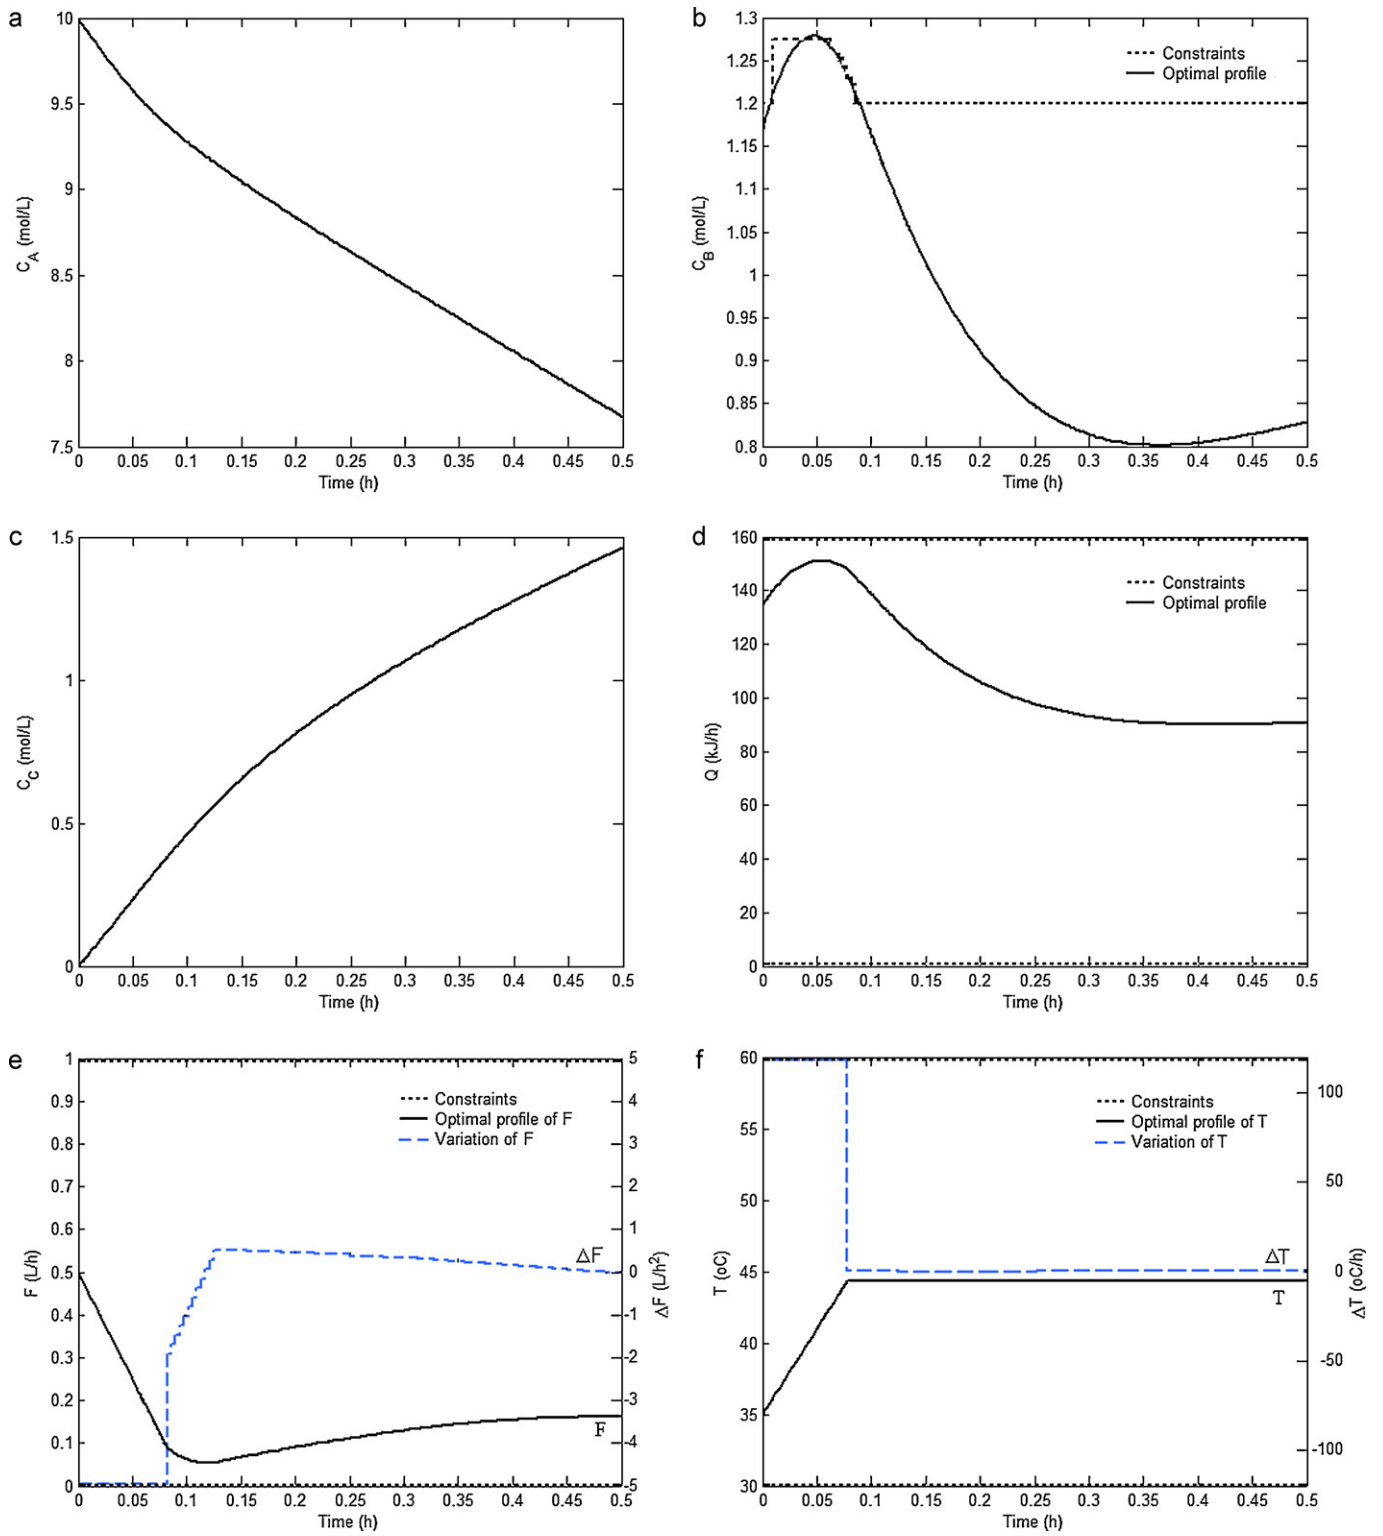 a
10
9.5
9
8.5
8
7.5
C_A (mol/L)
0 0.05 0.1 0.15 0.2 0.25 0.3 0.35 0.4 0.45 0.5
Time (h)
b
1.3
1.25
1.2
1.15
1.1
1.05
1
0.95
0.9
0.85
0.8
C_B (mol/L)
Constraints
Optimal profile
0 0.05 0.1 0.15 0.2 0.25 0.3 0.35 0.4 0.45 0.5
Time (h)
c
1.5
1
0.5
0
C_C (mol/L)
0 0.05 0.1 0.15 0.2 0.25 0.3 0.35 0.4 0.45 0.5
Time (h)
d
160
140
120
100
80
60
40
20
0
Q (kJ/h)
Constraints
Optimal profile
0 0.05 0.1 0.15 0.2 0.25 0.3 0.35 0.4 0.45 0.5
Time (h)
e
1
0.9
0.8
0.7
0.6
0.5
0.4
0.3
0.2
0.1
0
F (L/h)
Constraints
Optimal profile of F
Variation of F
ΔF
F
5
4
3
2
1
0
-1
-2
-3
-4
-5
ΔF (L/h²)
0 0.05 0.1 0.15 0.2 0.25 0.3 0.35 0.4 0.45 0.5
Time (h)
f
60
55
50
45
40
35
30
T (oC)
Constraints
Optimal profile of T
Variation of T
ΔT
T
100
50
0
-50
-100
ΔT (oC/h)
0 0.05 0.1 0.15 0.2 0.25 0.3 0.35 0.4 0.45 0.5
Time (h)